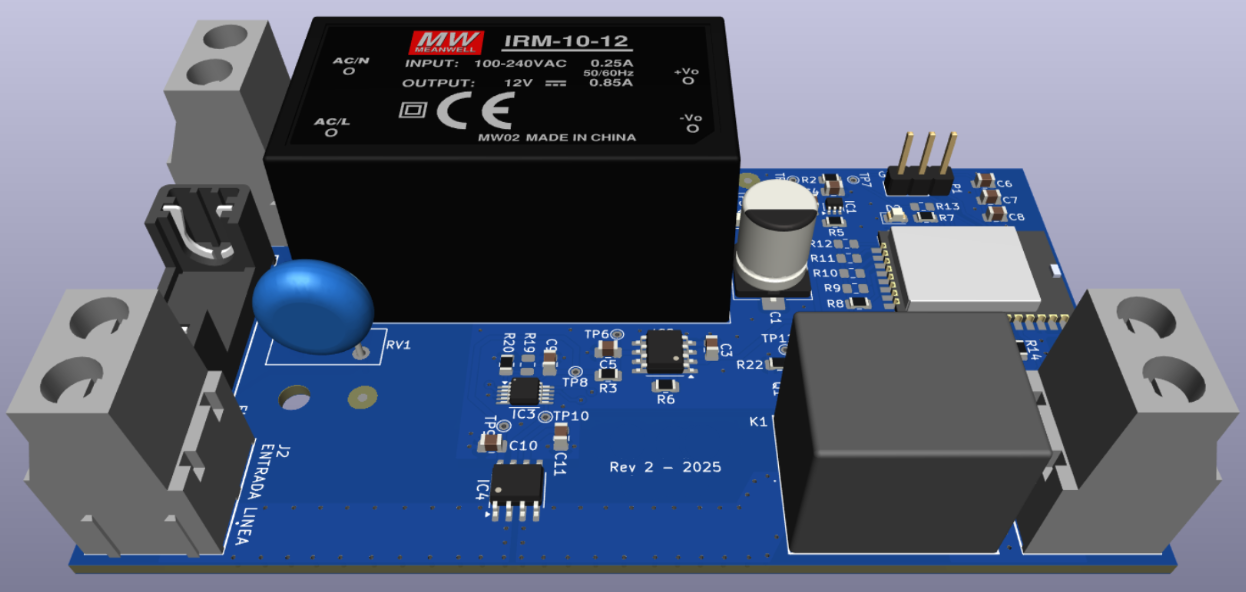 MW
MEANWELL
IRM-10-12
AC/N
INPUT: 100-240VAC 0.25A
50/60Hz
OUTPUT: 12V 0.85A
+Vo
-Vo
AC/L
CE
MW02 MADE IN CHINA
R2
TP7
IC1
R5
P1
C6
C7
C8
R13
R7
R12
R11
R10
R9
R8
C1
RV1
R20
R19
TP6
C5
R3
C3
R6
TP8
IC3
TP10
C10
C11
IC4
R22
R14
K1
Rev 2 - 2025
J2
ENTRADA LINEA